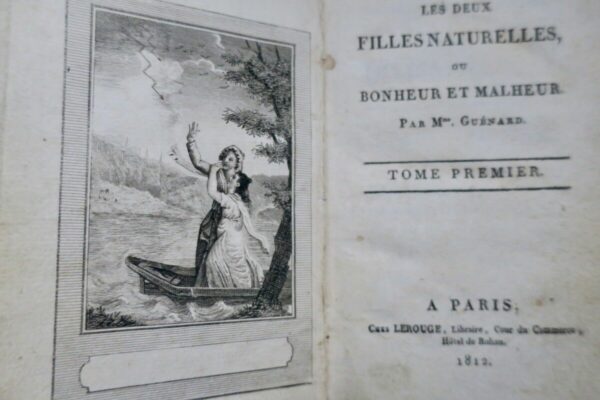 LES DEUX
FILLES NATURELLES,
OU
BONHEUR ET MALHEUR.
PAR Mme. GUÉNARD.
TOME PREMIER.
A PARIS,
Chez LEROUGE, Libraire, Cour du Commerce,
Hôtel de Rohan.
1812.